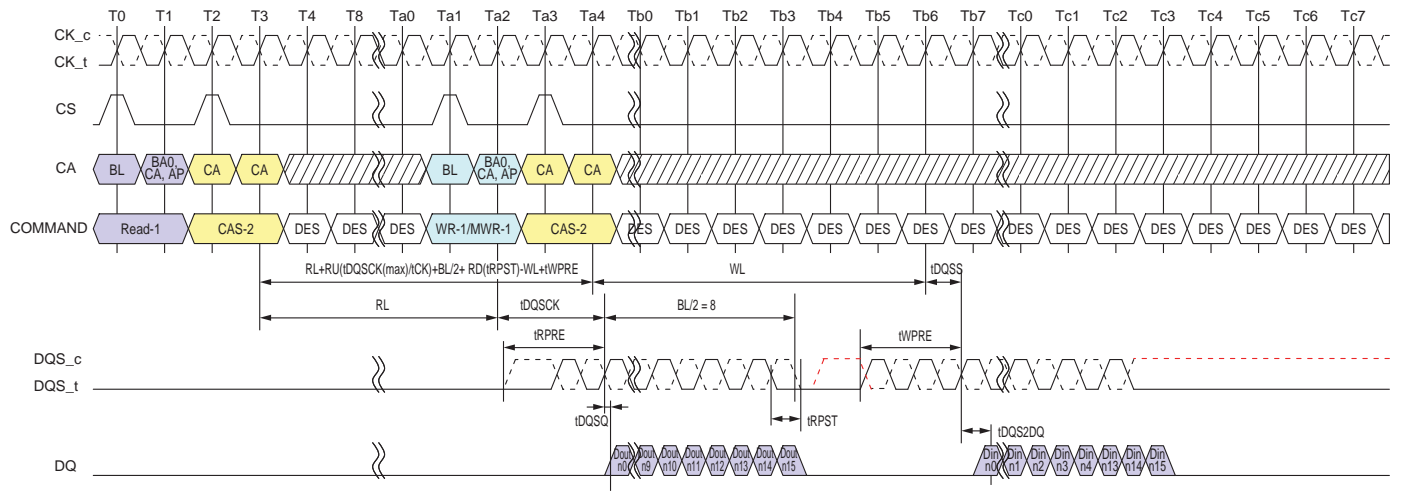 T0 T1 T2 T3 T4 T8 Ta0 Ta1 Ta2 Ta3 Ta4 Tb0 Tb1 Tb2 Tb3 Tb4 Tb5 Tb6 Tb7 Tc0 Tc1 Tc2 Tc3 Tc4 Tc5 Tc6 Tc7
CK_c
CK_t
CS
CA BL BA0, CA, AP CA CA BL BA0, CA, AP CA CA
COMMAND Read-1 CAS-2 DES DES DES WR-1/MWR-1 CAS-2 DES DES DES DES DES DES DES DES DES DES DES DES DES DES DES DES
RL+RU(tDQSCK(max)/tCK)+BL/2+ RD(tRPST)-WL+tWPRE WL tDQSS
RL tDQSCK BL/2 = 8
tRPRE tWPRE
DQS_c
DQS_t
tDQSQ tRPST
tDQS2DQ
DQ Dout n0 Dout n9 Dout n10 Dout n11 Dout n12 Dout n13 Dout n14 Dout n15 Din n0 Din n1 Din n2 Din n3 Din n4 Din n13 Din n14 Din n15